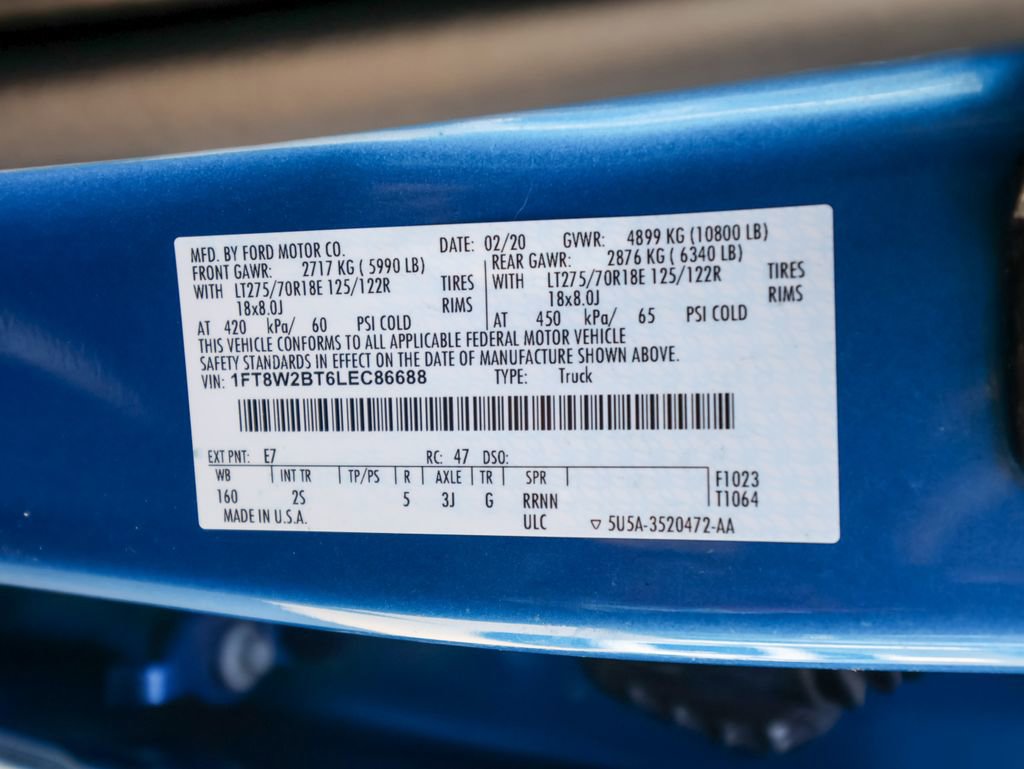 MFD. BY FORD MOTOR CO. DATE: 02/20 GVWR: 4899 KG (10800 LB)
FRONT GAWR: 2717 KG ( 5990 LB) REAR GAWR: 2876 KG ( 6340 LB)
WITH LT275/70R18E 125/122R TIRES WITH LT275/70R18E 125/122R TIRES
18x8.0J RIMS 18x8.0J RIMS
AT 420 kPa/ 60 PSI COLD AT 450 kPa/ 65 PSI COLD
THIS VEHICLE CONFORMS TO ALL APPLICABLE FEDERAL MOTOR VEHICLE
SAFETY STANDARDS IN EFFECT ON THE DATE OF MANUFACTURE SHOWN ABOVE.
VIN: 1FT8W2BT6LEC86688 TYPE: Truck
EXT PNT: E7 RC: 47 DSO:
WB INT TR TP/PS R AXLE TR SPR F1023
160 2S 5 3J G RRNN T1064
MADE IN U.S.A. ULC ▽ 5U5A-3520472-AA